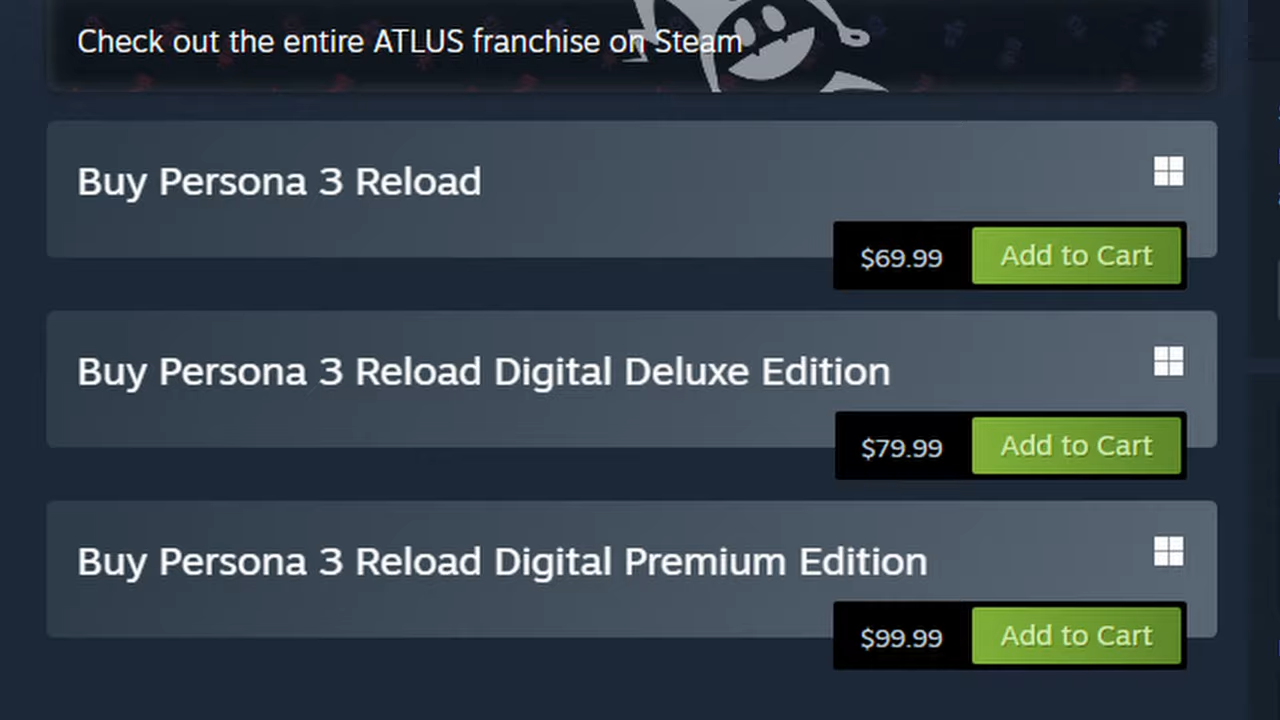 Check out the entire ATLUS franchise on Steam
Buy Persona 3 Reload
$69.99
Add to Cart
Buy Persona 3 Reload Digital Deluxe Edition
$79.99
Add to Cart
Buy Persona 3 Reload Digital Premium Edition
$99.99
Add to Cart